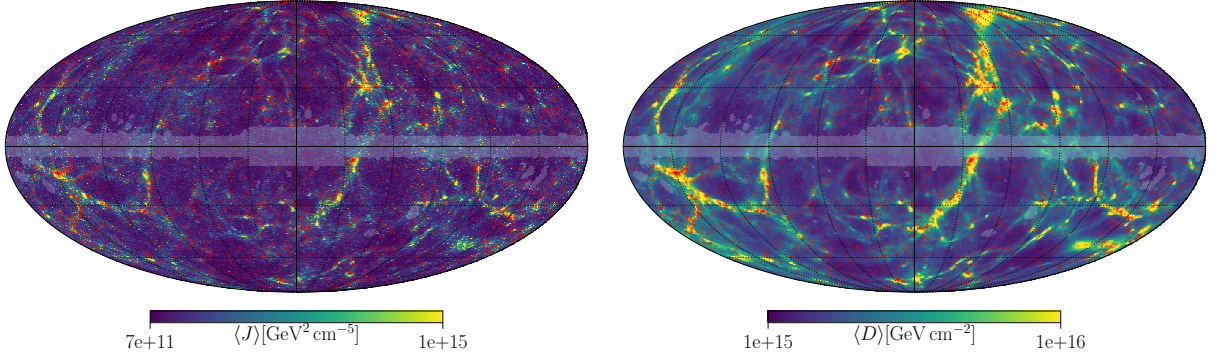 7e+11 ⟨J⟩[GeV² cm⁻⁵] 1e+15
1e+15 ⟨D⟩[GeV cm⁻²] 1e+16